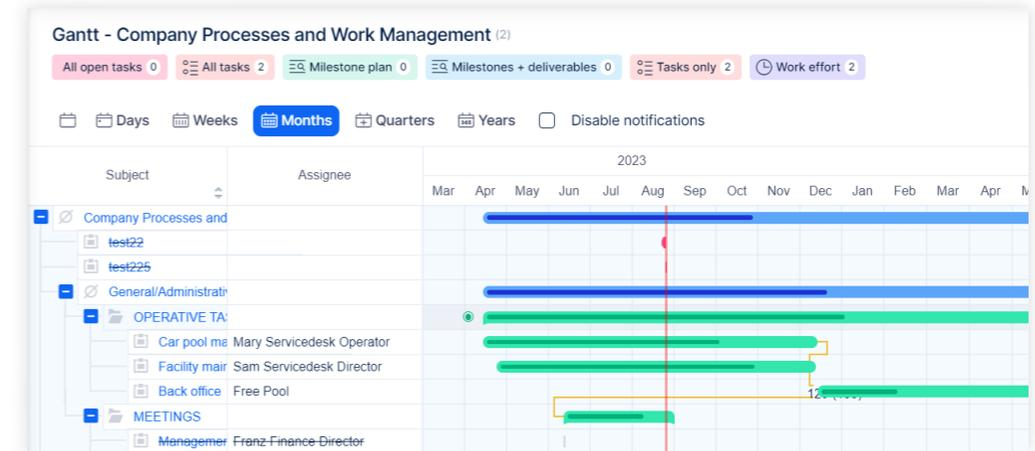 Gantt - Company Processes and Work Management (2)
All open tasks 0 All tasks 2 Milestone plan 0 Milestones + deliverables 0 Tasks only 2 Work effort 2
Days Weeks Months Quarters Years Disable notifications
Subject Assignee 2023
Mar Apr May Jun Jul Aug Sep Oct Nov Dec Jan Feb Mar Apr M
Company Processes and
test22
test225
General/Administrativ
OPERATIVE TA
Car pool ma Mary Servicedesk Operator
Facility mair Sam Servicedesk Director
Back office Free Pool
MEETINGS
Managemer Franz Finance Director